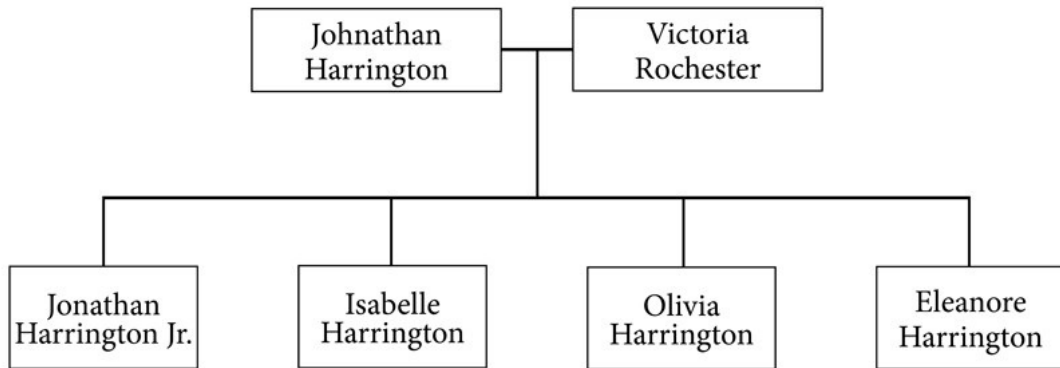 Johnathan
Harrington
Victoria
Rochester
Jonathan
Harrington Jr.
Isabelle
Harrington
Olivia
Harrington
Eleanore
Harrington